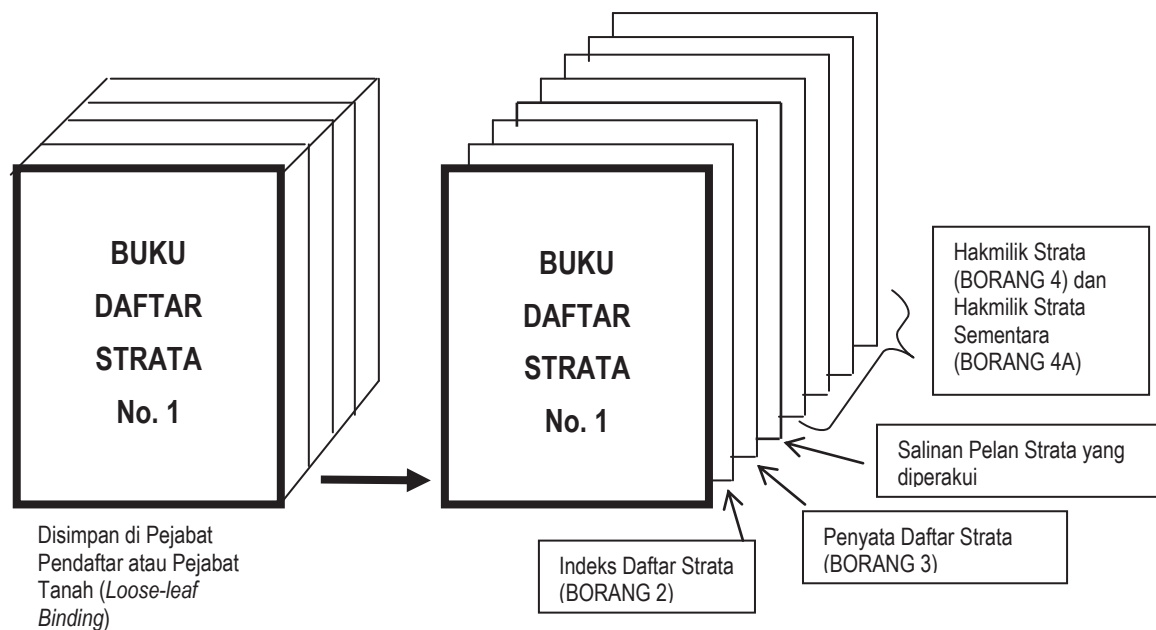 BUKU
DAFTAR
STRATA
No. 1
Disimpan di Pejabat
Pendaftar atau Pejabat
Tanah (Loose-leaf
Binding)
BUKU
DAFTAR
STRATA
No. 1
Hakmilik Strata
(BORANG 4) dan
Hakmilik Strata
Sementara
(BORANG 4A)
Salinan Pelan Strata yang
diperakui
Penyata Daftar Strata
(BORANG 3)
Indeks Daftar Strata
(BORANG 2)